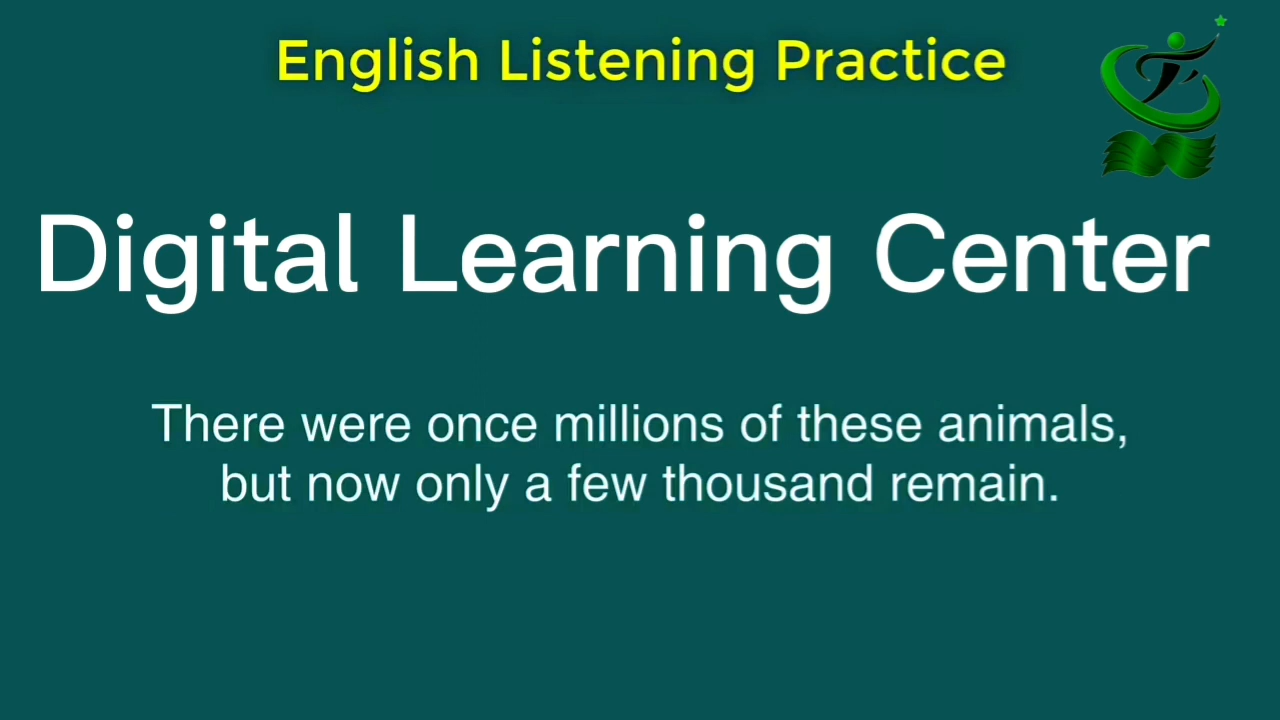 English Listening Practice
Digital Learning Center
There were once millions of these animals,
but now only a few thousand remain.